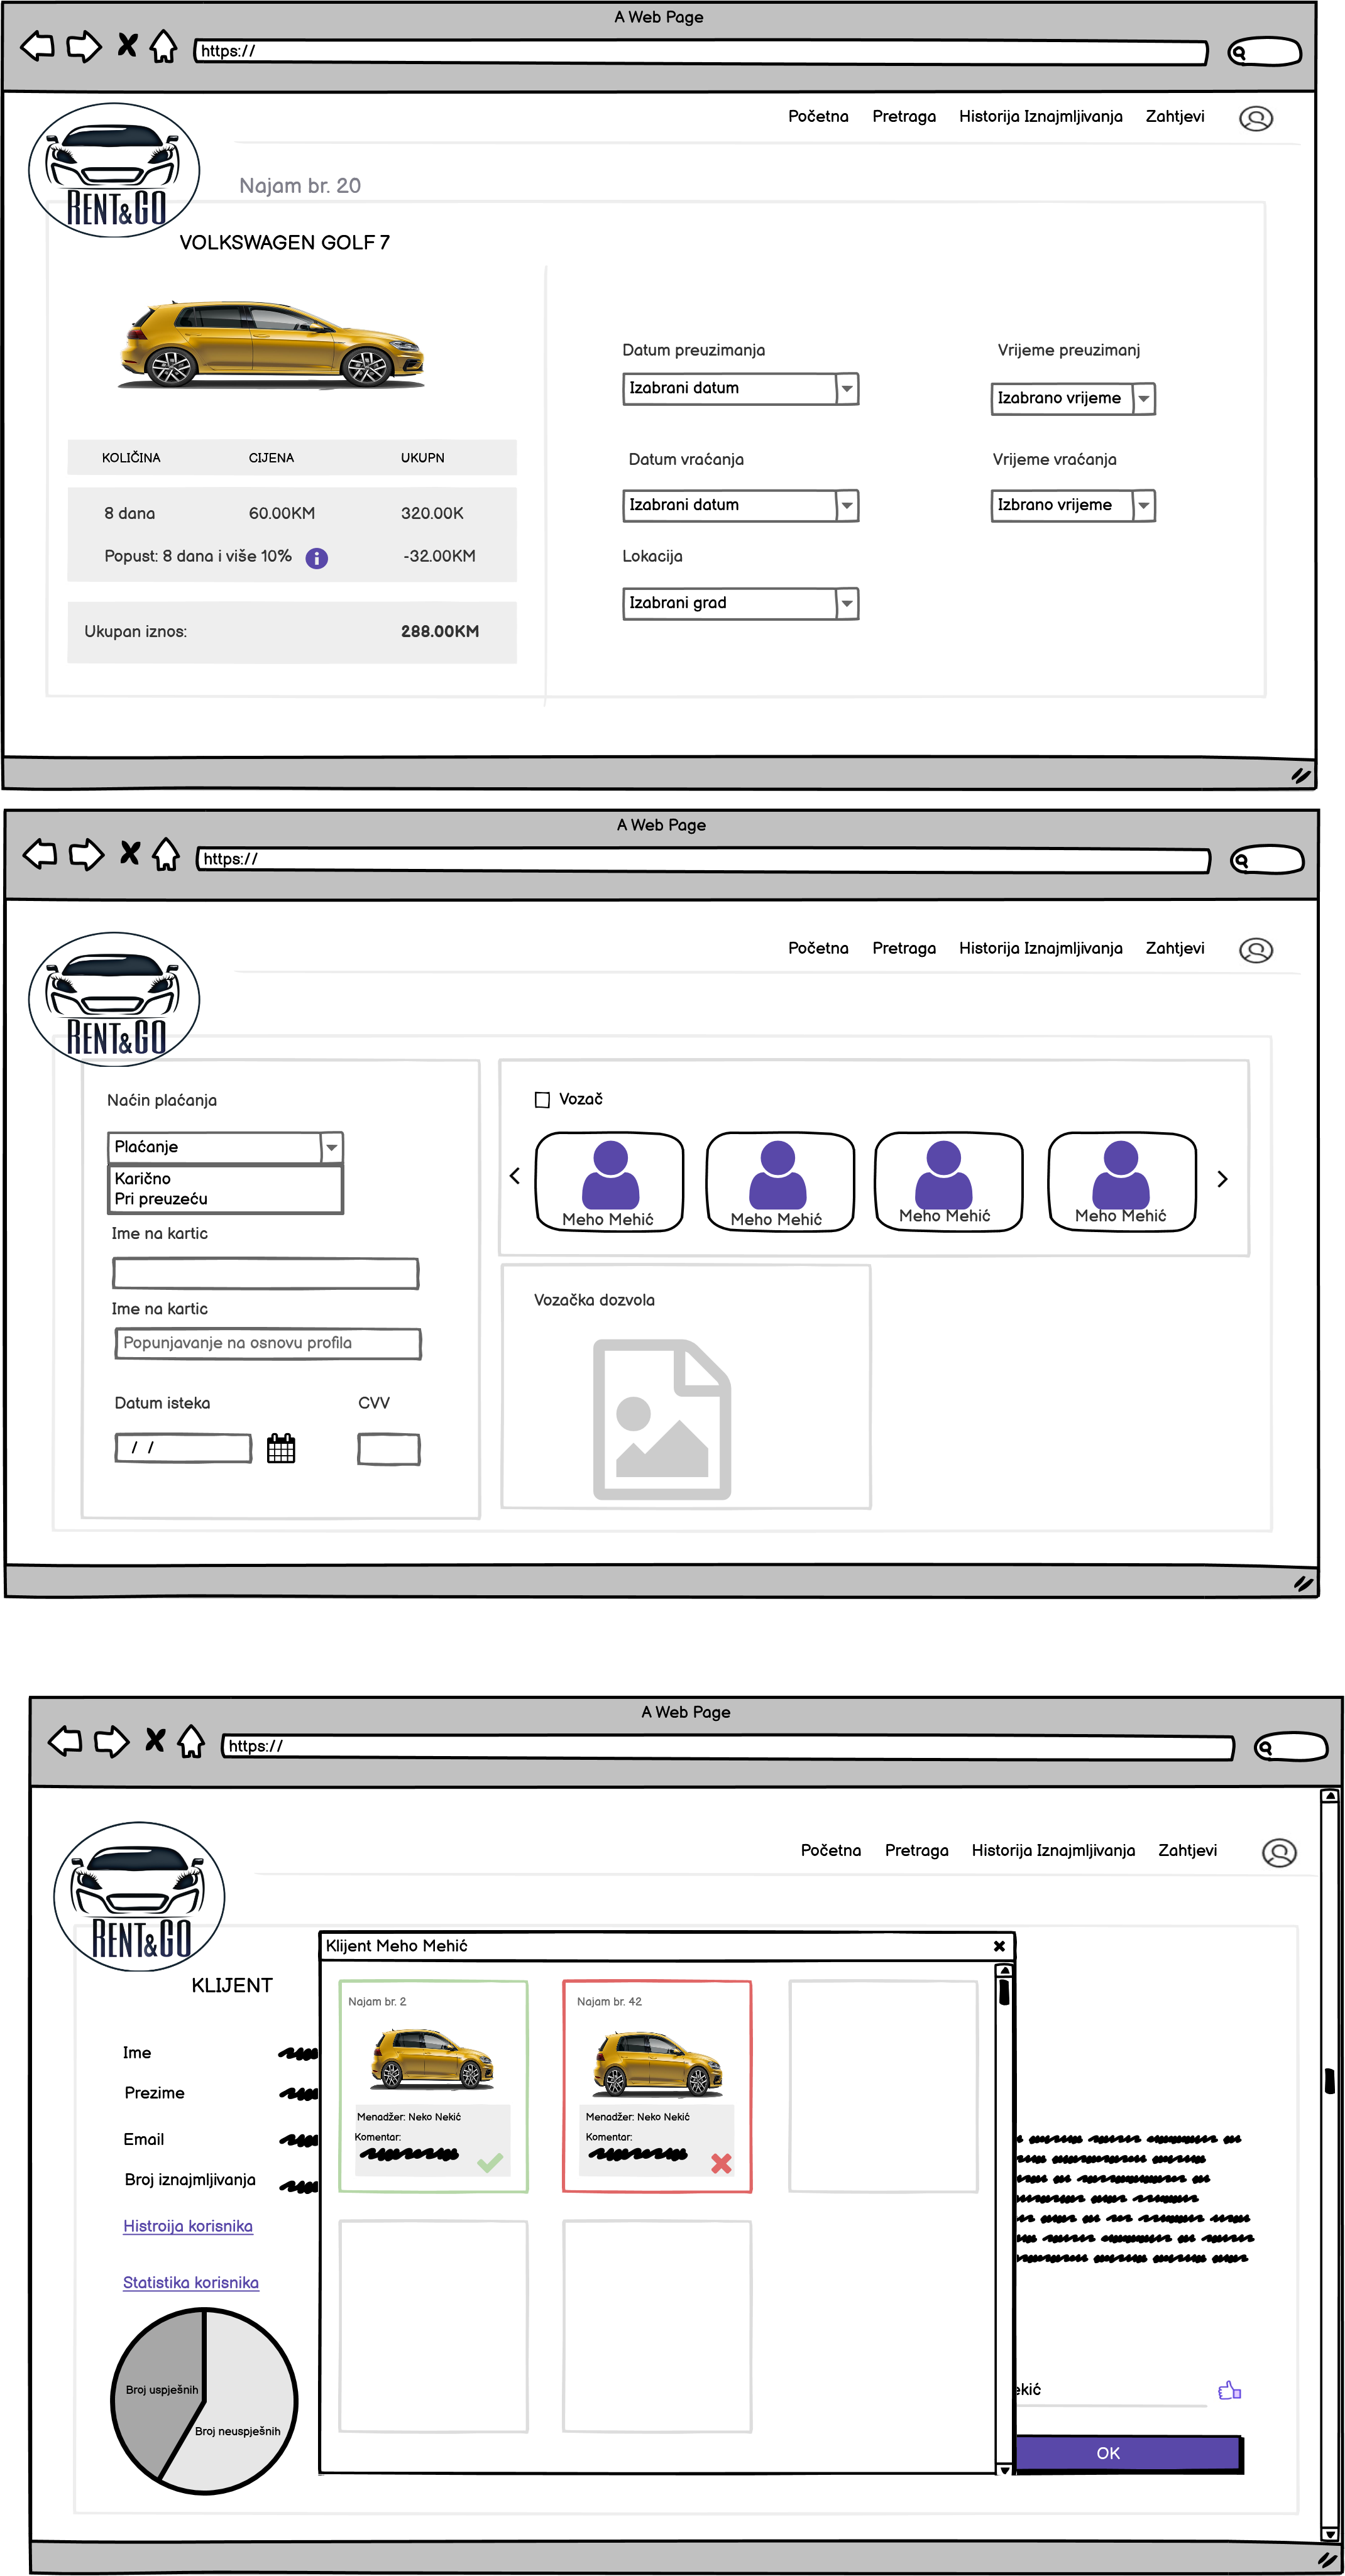 A Web Page
https://
Početna Pretraga Historija Iznajmljivanja Zahtjevi
RENT&GO
Najam br. 20
VOLKSWAGEN GOLF 7
KOLIČINA CIJENA UKUPN
8 dana 60.00KM 320.00K
Popust: 8 dana i više 10% -32.00KM
Ukupan iznos: 288.00KM
Datum preuzimanja Vrijeme preuzimanj
Izabrani datum Izabrano vrijeme
Datum vraćanja Vrijeme vraćanja
Izabrani datum Izbrano vrijeme
Lokacija
Izabrani grad
A Web Page
https://
Početna Pretraga Historija Iznajmljivanja Zahtjevi
RENT&GO
Naćin plaćanja
Plaćanje
Karično
Pri preuzeću
Ime na kartic
Ime na kartic
Popunjavanje na osnovu profila
Datum isteka CVV
/ /
Vozač
Meho Mehić Meho Mehić Meho Mehić Meho Mehić
Vozačka dozvola
A Web Page
https://
Početna Pretraga Historija Iznajmljivanja Zahtjevi
RENT&GO
KLIJENT
Ime
Prezime
Email
Broj iznajmljivanja
Histroija korisnika
Statistika korisnika
Broj uspješnih
Broj neuspješnih
Klijent Meho Mehić
Najam br. 2
Menadžer: Neko Nekić
Komentar:
Najam br. 42
Menadžer: Neko Nekić
Komentar:
ekić
OK